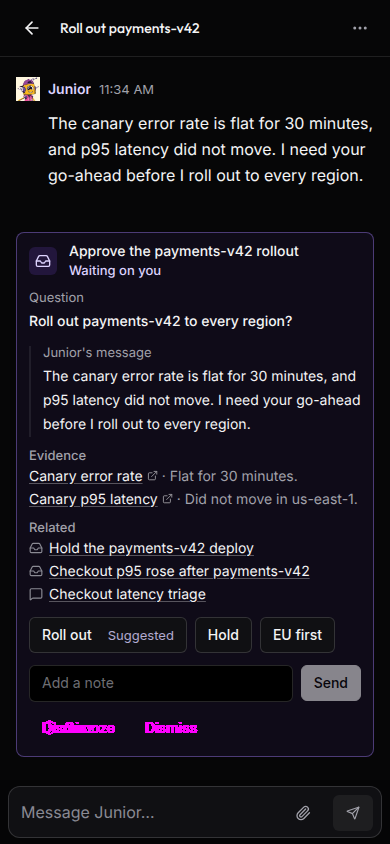 Roll out payments-v42
Junior 11:34 AM
The canary error rate is flat for 30 minutes,
and p95 latency did not move. I need your
go-ahead before I roll out to every region.
Approve the payments-v42 rollout
Waiting on you
Question
Roll out payments-v42 to every region?
Junior's message
The canary error rate is flat for 30 minutes, and
p95 latency did not move. I need your go-ahead
before I roll out to every region.
Evidence
Canary error rate · Flat for 30 minutes.
Canary p95 latency · Did not move in us-east-1.
Related
Hold the payments-v42 deploy
Checkout p95 rose after payments-v42
Checkout latency triage
Roll out Suggested Hold EU first
Add a note Send
Dismiss
Message Junior...